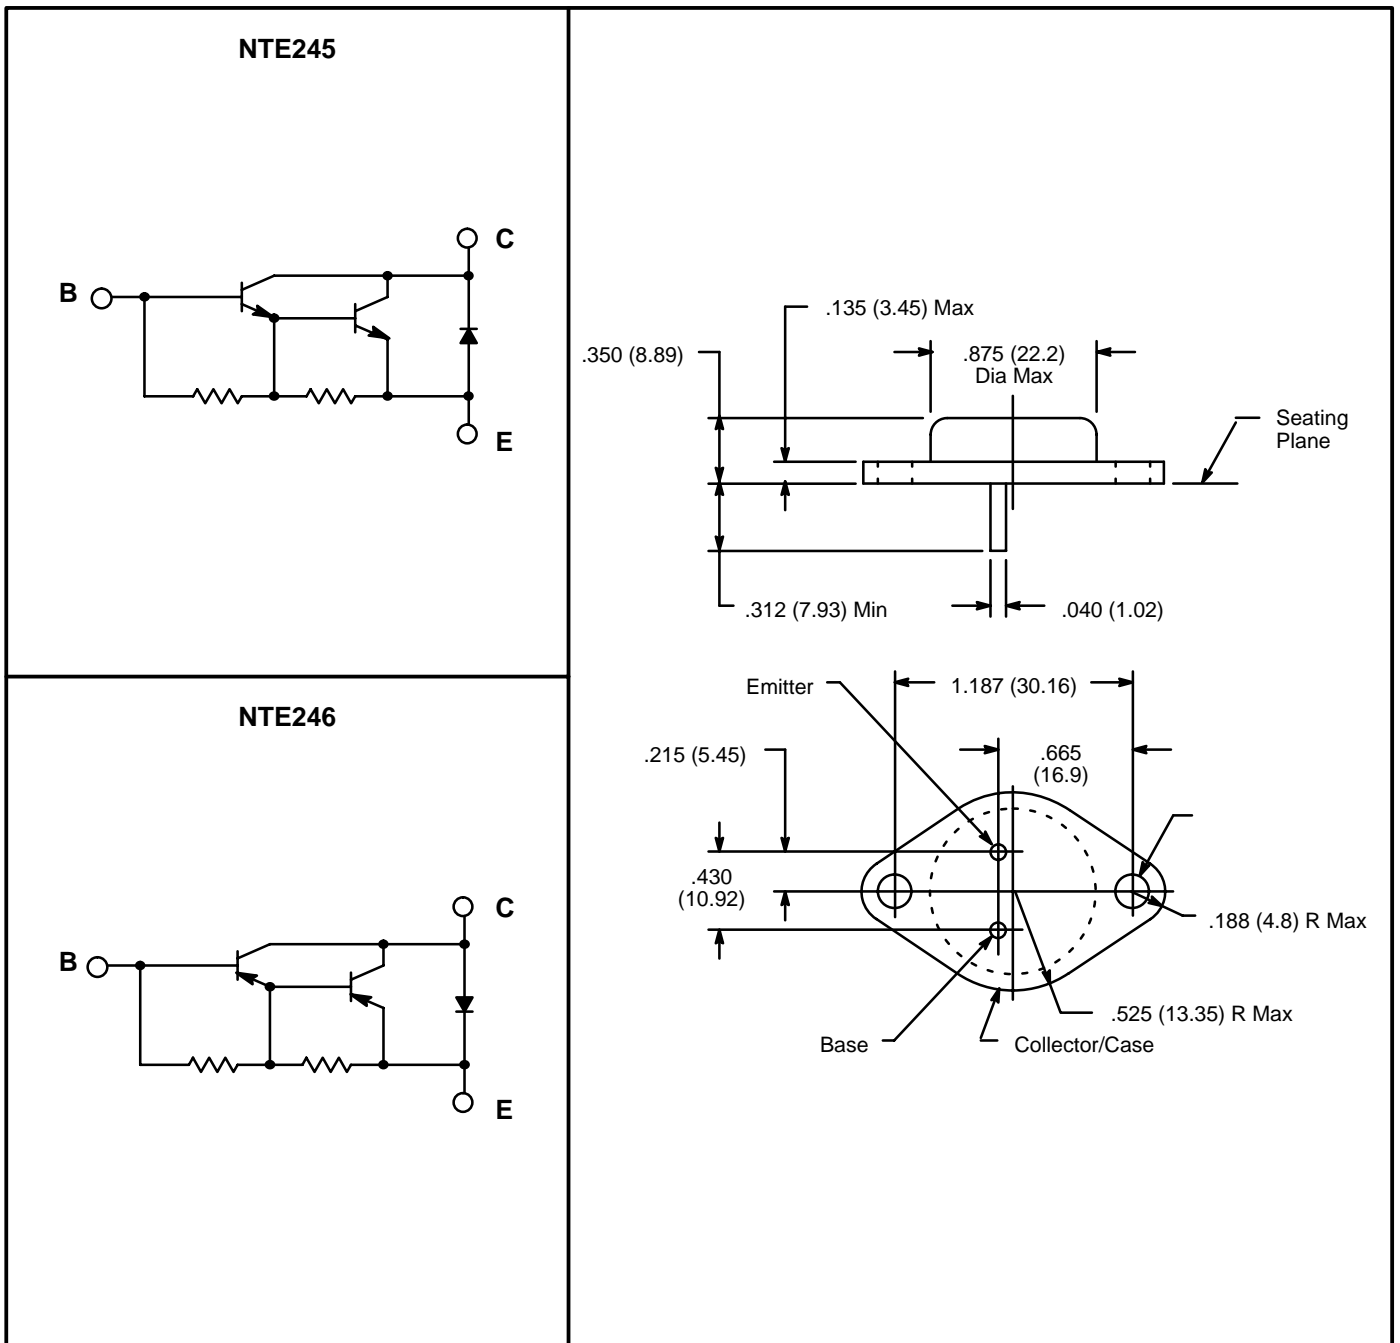 NTE245
C
B
E
NTE246
C
B
E
.135 (3.45) Max
.350 (8.89)
.875 (22.2)
Dia Max
Seating
Plane
.312 (7.93) Min
.040 (1.02)
Emitter
1.187 (30.16)
.215 (5.45)
.665
(16.9)
.430
(10.92)
.188 (4.8) R Max
.525 (13.35) R Max
Base
Collector/Case